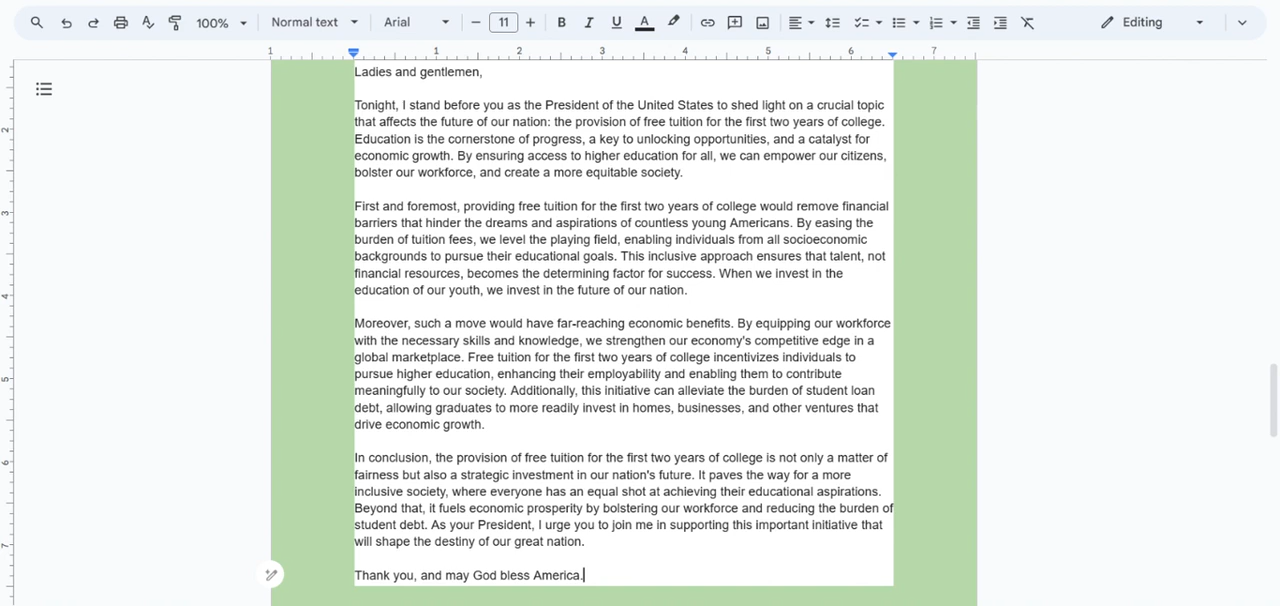 100%
Normal text
Arial
11
B
I
U
A
Editing
1
1
2
3
4
5
6
7
2
3
4
5
6
7
Ladies and gentlemen,
Tonight, I stand before you as the President of the United States to shed light on a crucial topic
that affects the future of our nation: the provision of free tuition for the first two years of college.
Education is the cornerstone of progress, a key to unlocking opportunities, and a catalyst for
economic growth. By ensuring access to higher education for all, we can empower our citizens,
bolster our workforce, and create a more equitable society.
First and foremost, providing free tuition for the first two years of college would remove financial
barriers that hinder the dreams and aspirations of countless young Americans. By easing the
burden of tuition fees, we level the playing field, enabling individuals from all socioeconomic
backgrounds to pursue their educational goals. This inclusive approach ensures that talent, not
financial resources, becomes the determining factor for success. When we invest in the
education of our youth, we invest in the future of our nation.
Moreover, such a move would have far-reaching economic benefits. By equipping our workforce
with the necessary skills and knowledge, we strengthen our economy's competitive edge in a
global marketplace. Free tuition for the first two years of college incentivizes individuals to
pursue higher education, enhancing their employability and enabling them to contribute
meaningfully to our society. Additionally, this initiative can alleviate the burden of student loan
debt, allowing graduates to more readily invest in homes, businesses, and other ventures that
drive economic growth.
In conclusion, the provision of free tuition for the first two years of college is not only a matter of
fairness but also a strategic investment in our nation's future. It paves the way for a more
inclusive society, where everyone has an equal shot at achieving their educational aspirations.
Beyond that, it fuels economic prosperity by bolstering our workforce and reducing the burden of
student debt. As your President, I urge you to join me in supporting this important initiative that
will shape the destiny of our great nation.
Thank you, and may God bless America.